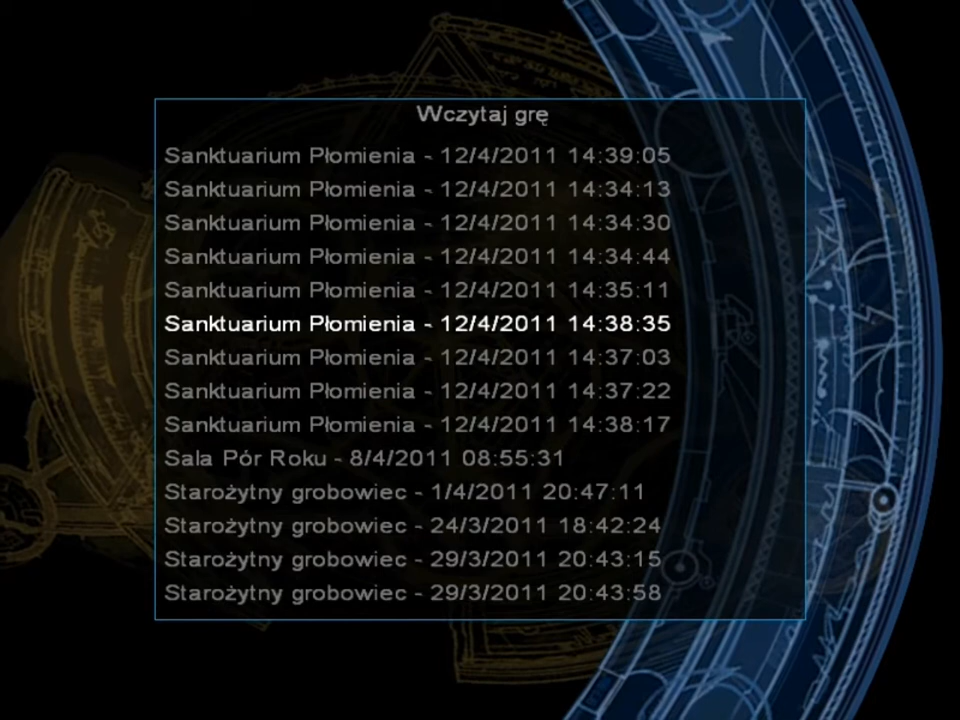 Wczytaj grę
Sanktuarium Płomienia - 12/4/2011 14:39:05
Sanktuarium Płomienia - 12/4/2011 14:34:13
Sanktuarium Płomienia - 12/4/2011 14:34:30
Sanktuarium Płomienia - 12/4/2011 14:34:44
Sanktuarium Płomienia - 12/4/2011 14:35:11
Sanktuarium Płomienia - 12/4/2011 14:38:35
Sanktuarium Płomienia - 12/4/2011 14:37:03
Sanktuarium Płomienia - 12/4/2011 14:37:22
Sanktuarium Płomienia - 12/4/2011 14:38:17
Sala Pór Roku - 8/4/2011 08:55:31
Starożytny grobowiec - 1/4/2011 20:47:11
Starożytny grobowiec - 24/3/2011 18:42:24
Starożytny grobowiec - 29/3/2011 20:43:15
Starożytny grobowiec - 29/3/2011 20:43:58